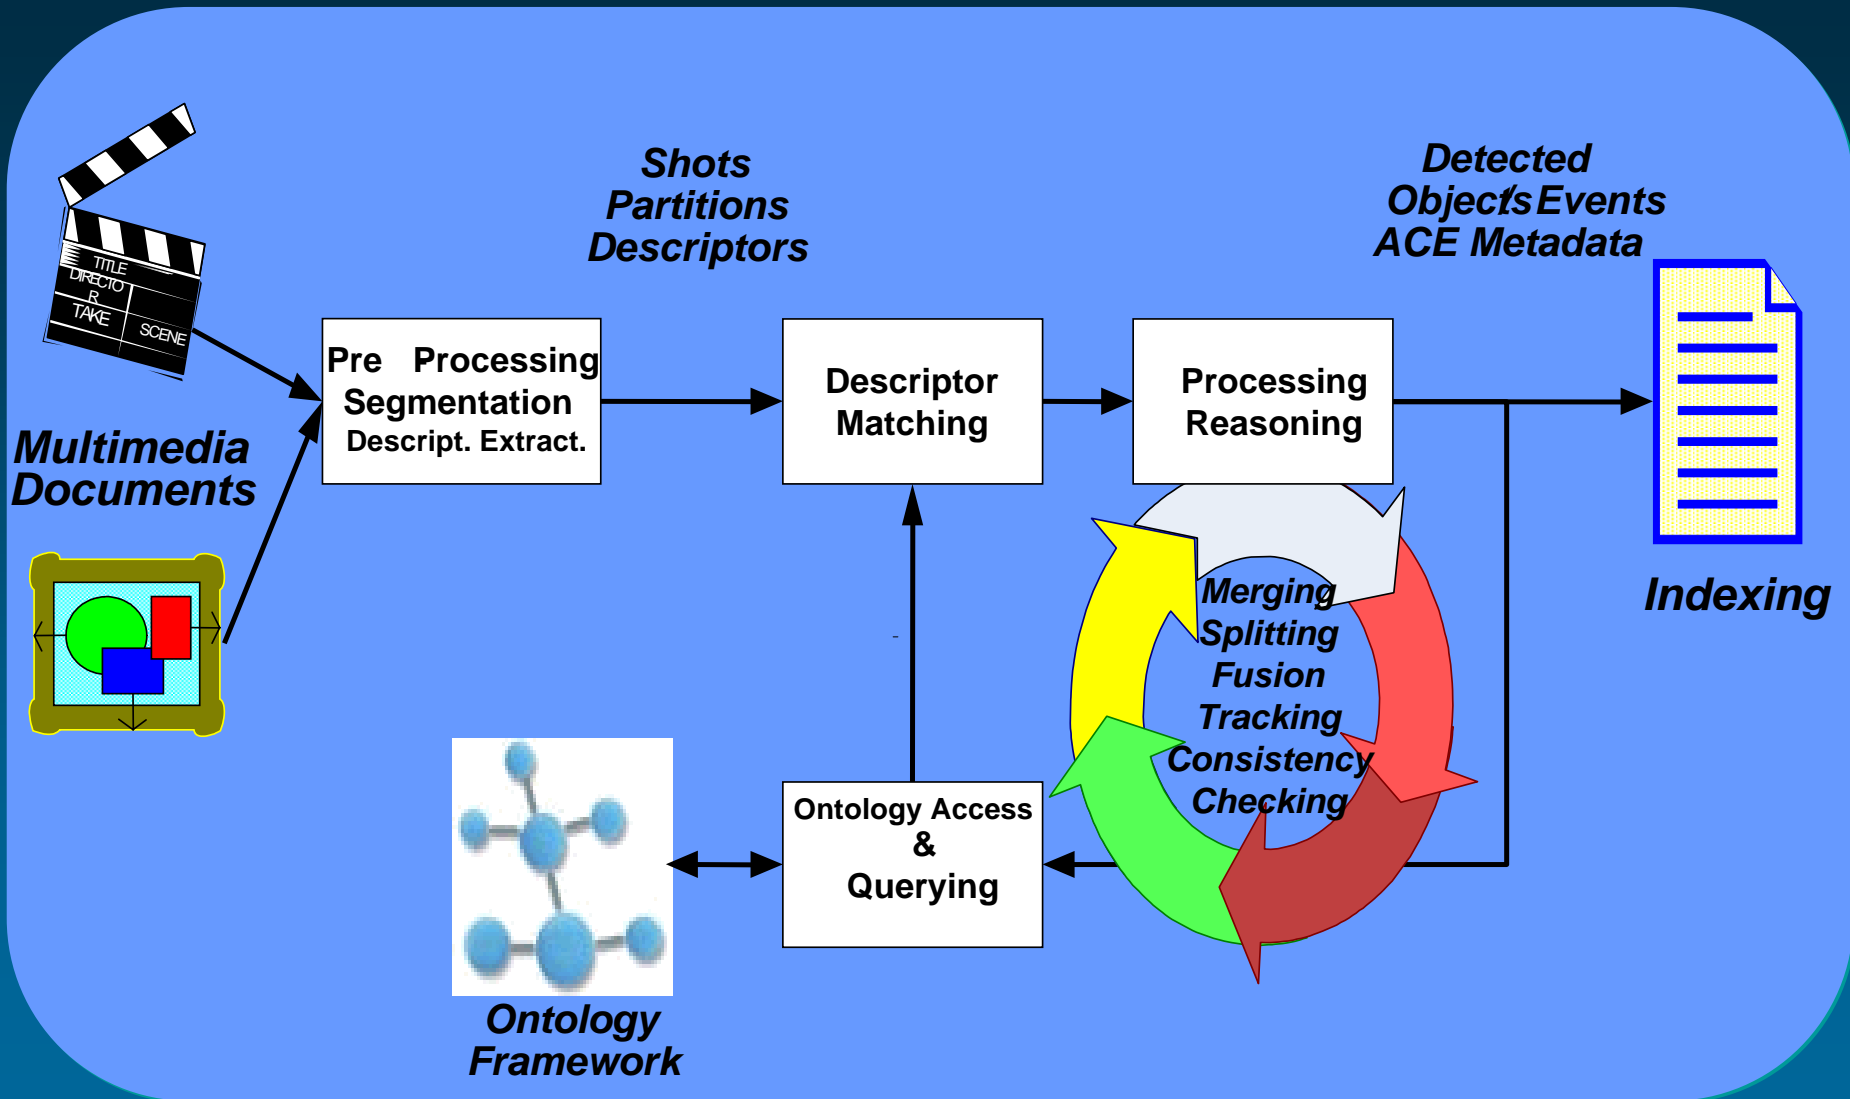 Shots
Partitions
Descriptors
Detected
Objects/Events
ACE Metadata
TITLE
DIRECTO
R
TAKE
SCENE
Multimedia
Documents
Pre Processing
Segmentation
Descript. Extract.
Descriptor
Matching
Processing
Reasoning
Indexing
Merging
Splitting
Fusion
Tracking
Consistency
Checking
-
Ontology Access
&
Querying
Ontology
Framework